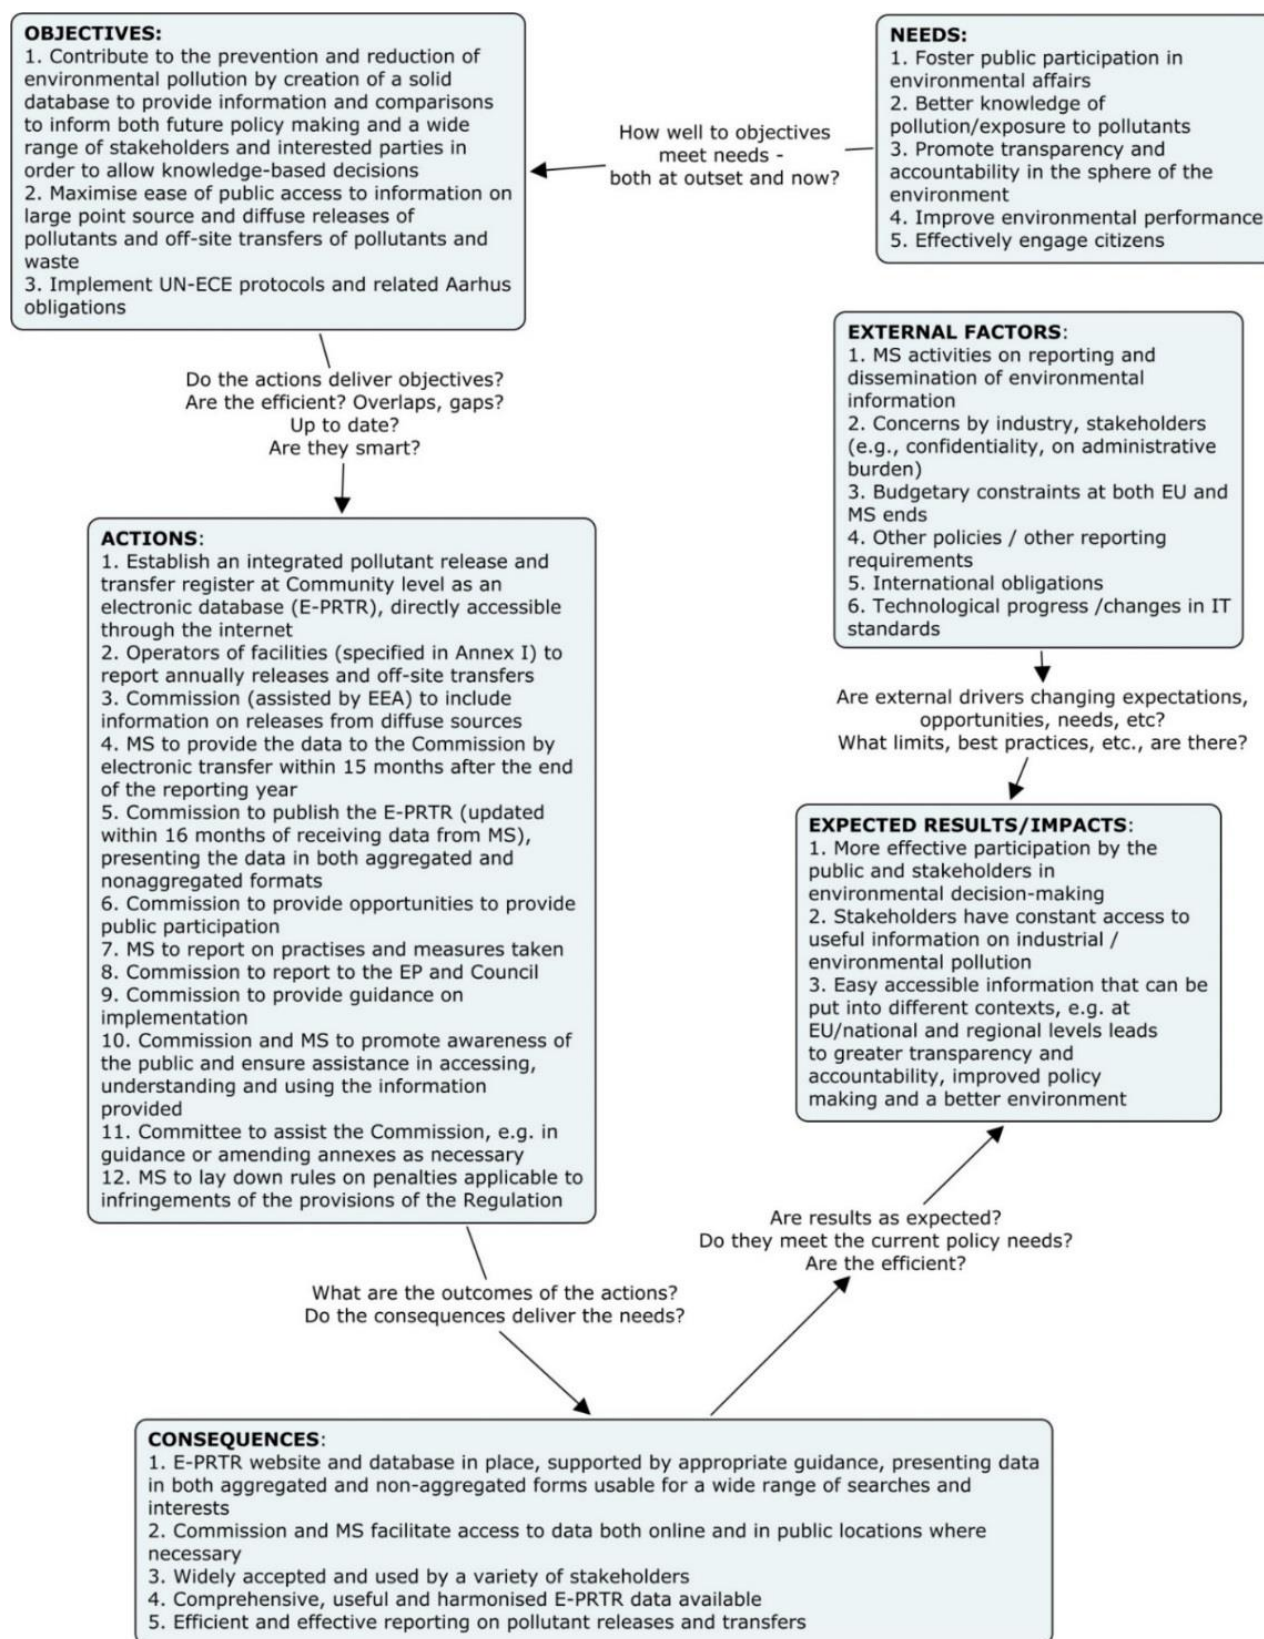 OBJECTIVES:
1. Contribute to the prevention and reduction of
environmental pollution by creation of a solid
database to provide information and comparisons
to inform both future policy making and a wide
range of stakeholders and interested parties in
order to allow knowledge-based decisions
2. Maximise ease of public access to information on
large point source and diffuse releases of
pollutants and off-site transfers of pollutants and
waste
3. Implement UN-ECE protocols and related Aarhus
obligations
How well to objectives
meet needs -
both at outset and now?
NEEDS:
1. Foster public participation in
environmental affairs
2. Better knowledge of
pollution/exposure to pollutants
3. Promote transparency and
accountability in the sphere of the
environment
4. Improve environmental performance
5. Effectively engage citizens
Do the actions deliver objectives?
Are the efficient? Overlaps, gaps?
Up to date?
Are they smart?
EXTERNAL FACTORS:
1. MS activities on reporting and
dissemination of environmental
information
2. Concerns by industry, stakeholders
(e.g., confidentiality, on administrative
burden)
3. Budgetary constraints at both EU and
MS ends
4. Other policies / other reporting
requirements
5. International obligations
6. Technological progress /changes in IT
standards
ACTIONS:
1. Establish an integrated pollutant release and
transfer register at Community level as an
electronic database (E-PRTR), directly accessible
through the internet
2. Operators of facilities (specified in Annex I) to
report annually releases and off-site transfers
3. Commission (assisted by EEA) to include
information on releases from diffuse sources
4. MS to provide the data to the Commission by
electronic transfer within 15 months after the end
of the reporting year
5. Commission to publish the E-PRTR (updated
within 16 months of receiving data from MS),
presenting the data in both aggregated and
nonaggregated formats
6. Commission to provide opportunities to provide
public participation
7. MS to report on practises and measures taken
8. Commission to report to the EP and Council
9. Commission to provide guidance on
implementation
10. Commission and MS to promote awareness of
the public and ensure assistance in accessing,
understanding and using the information
provided
11. Committee to assist the Commission, e.g. in
guidance or amending annexes as necessary
12. MS to lay down rules on penalties applicable to
infringements of the provisions of the Regulation
Are external drivers changing expectations,
opportunities, needs, etc?
What limits, best practices, etc., are there?
EXPECTED RESULTS/IMPACTS:
1. More effective participation by the
public and stakeholders in
environmental decision-making
2. Stakeholders have constant access to
useful information on industrial /
environmental pollution
3. Easy accessible information that can be
put into different contexts, e.g. at
EU/national and regional levels leads
to greater transparency and
accountability, improved policy
making and a better environment
Are results as expected?
Do they meet the current policy needs?
Are the efficient?
What are the outcomes of the actions?
Do the consequences deliver the needs?
CONSEQUENCES:
1. E-PRTR website and database in place, supported by appropriate guidance, presenting data
in both aggregated and non-aggregated forms usable for a wide range of searches and
interests
2. Commission and MS facilitate access to data both online and in public locations where
necessary
3. Widely accepted and used by a variety of stakeholders
4. Comprehensive, useful and harmonised E-PRTR data available
5. Efficient and effective reporting on pollutant releases and transfers